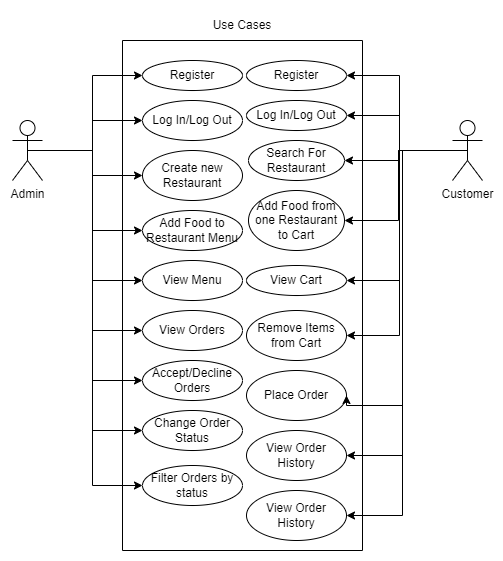 Use Cases
Register
Register
Log In/Log Out
Log In/Log Out
Admin
Customer
Create new
Restaurant
Search For
Restaurant
Add Food to
Restaurant Menu
Add Food from
one Restaurant
to Cart
View Menu
View Cart
View Orders
Remove Items
from Cart
Accept/Decline
Orders
Place Order
Change Order
Status
View Order
History
Filter Orders by
status
View Order
History